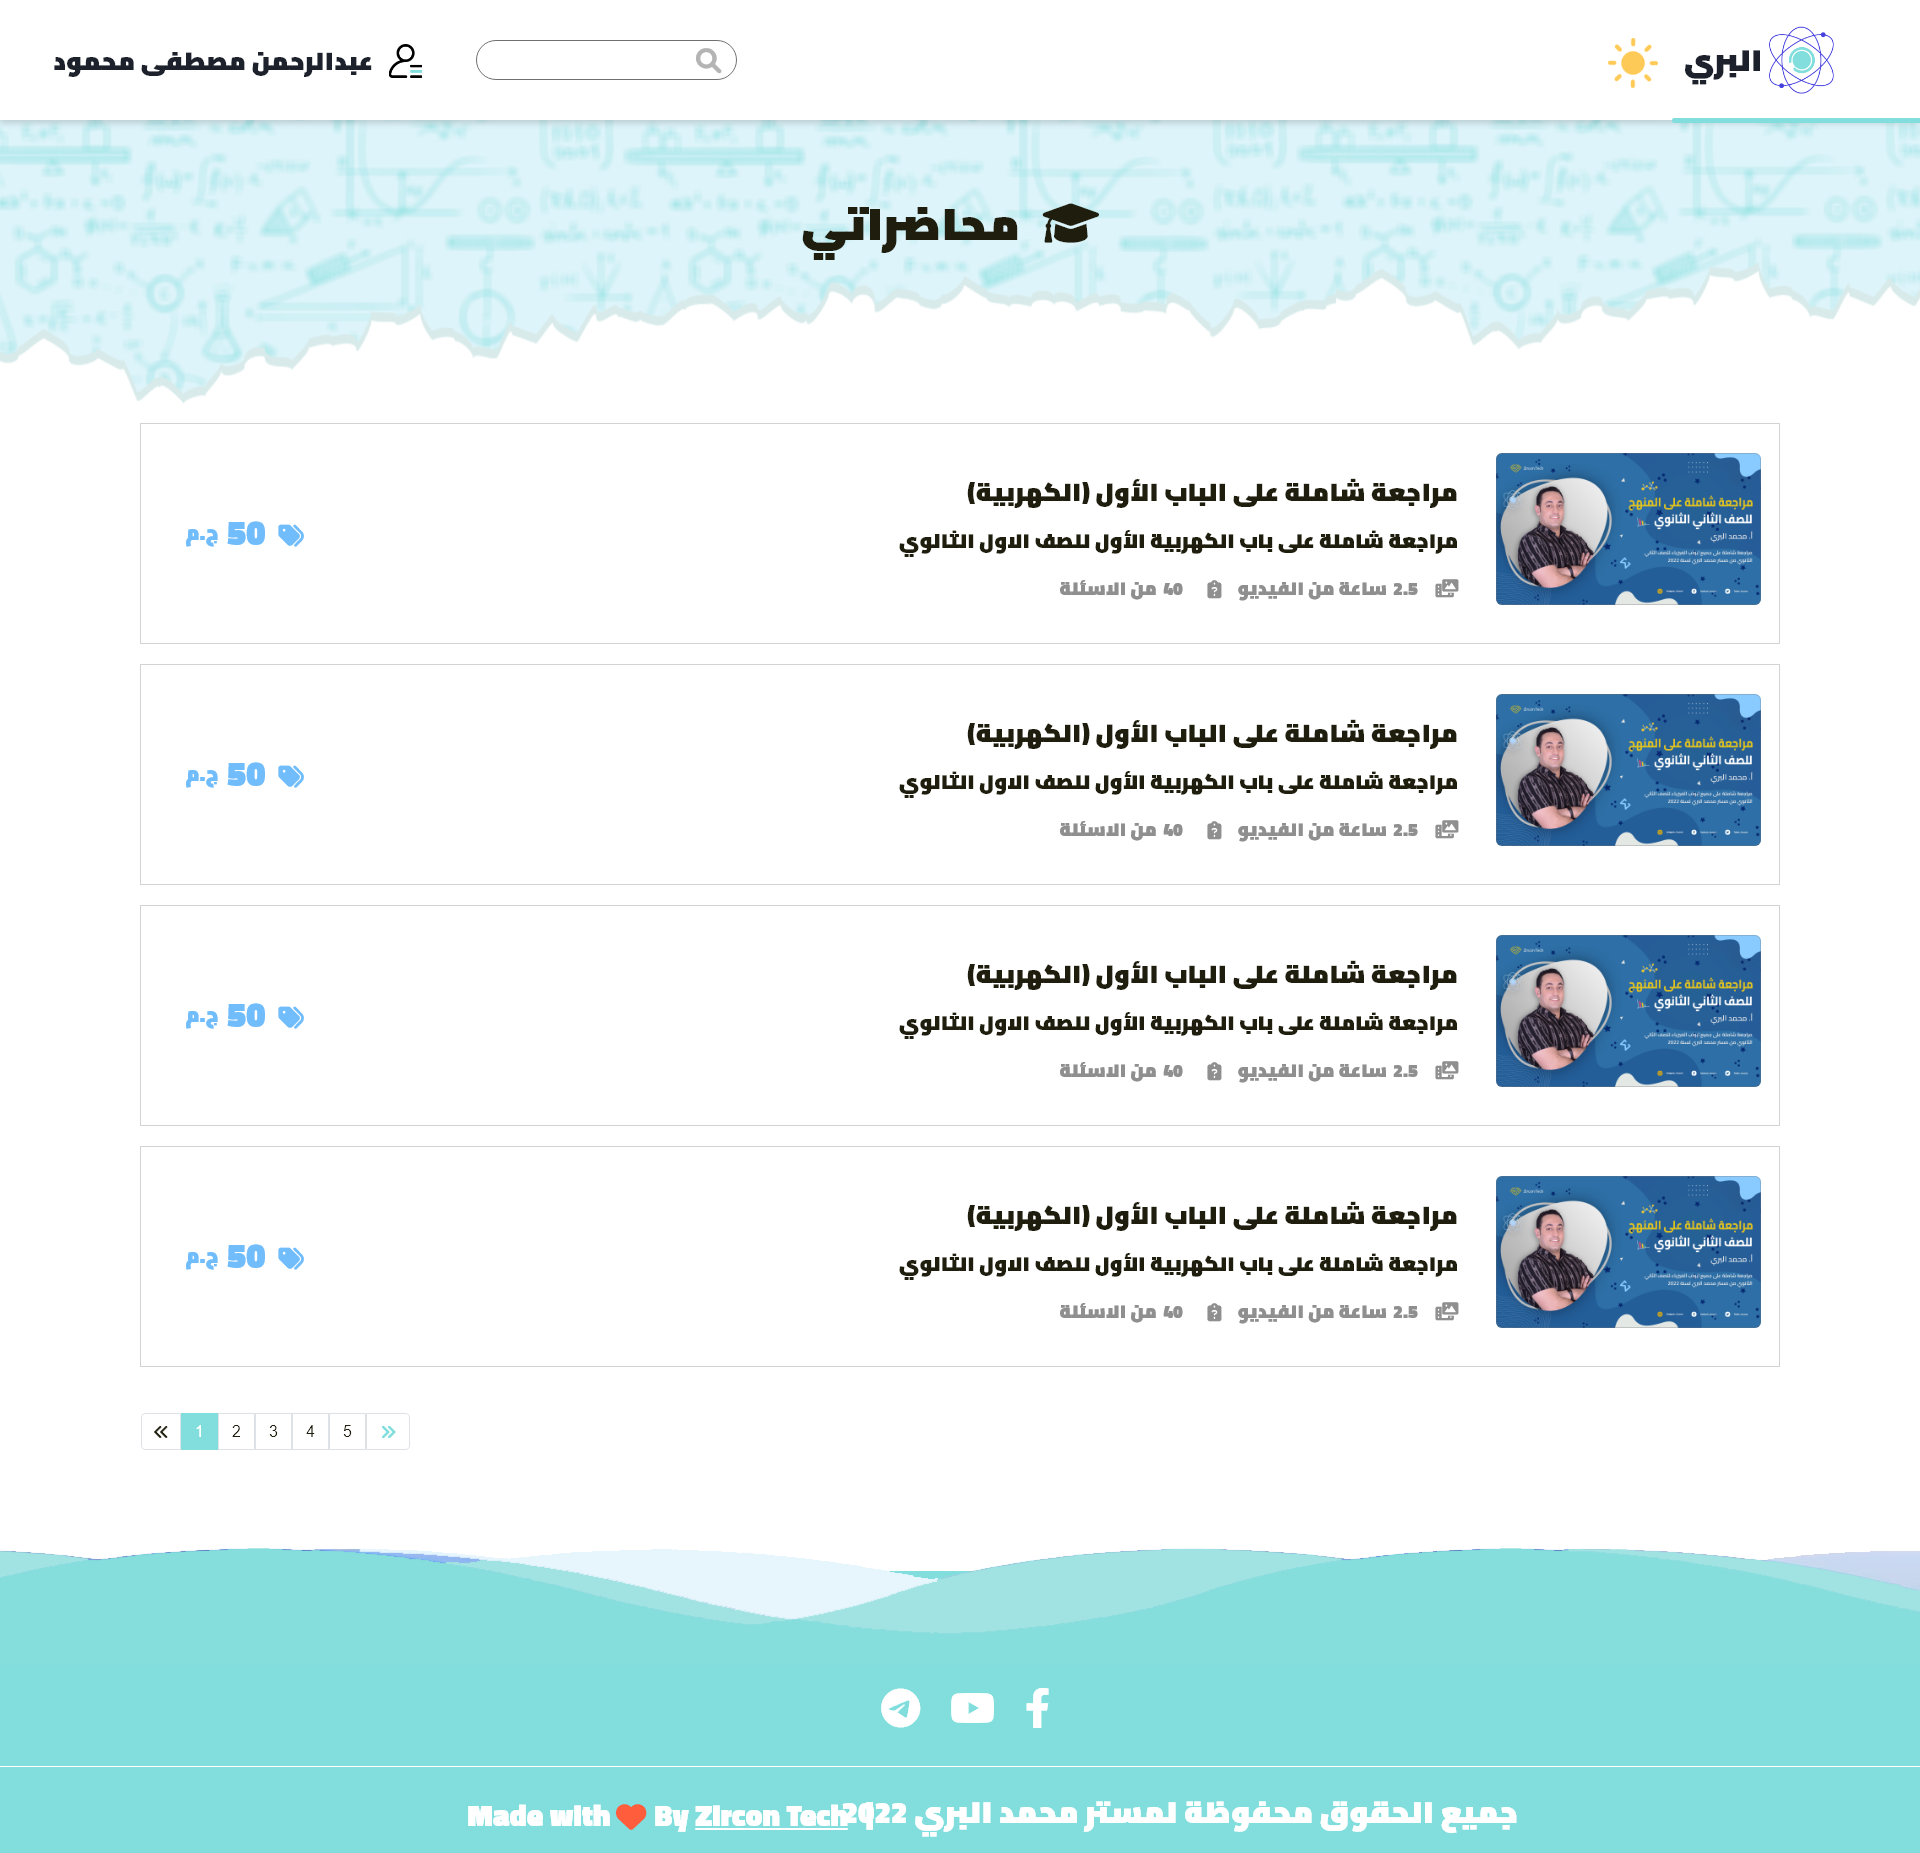 البري
عبدالرحمن مصطفى محمود
محاضراتي
مراجعة شاملة على المنهج
للصف الثاني الثانوي
أ. محمد البري
مراجعة شاملة على الباب الأول (الكهربية)
مراجعة شاملة على باب الكهربية الأول للصف الاول الثالوي
2.5 ساعة من الفيديو 40 من الاسئلة
50 ج.م
مراجعة شاملة على المنهج
للصف الثاني الثانوي
أ. محمد البري
مراجعة شاملة على الباب الأول (الكهربية)
مراجعة شاملة على باب الكهربية الأول للصف الاول الثالوي
2.5 ساعة من الفيديو 40 من الاسئلة
50 ج.م
مراجعة شاملة على المنهج
للصف الثاني الثانوي
أ. محمد البري
مراجعة شاملة على الباب الأول (الكهربية)
مراجعة شاملة على باب الكهربية الأول للصف الاول الثالوي
2.5 ساعة من الفيديو 40 من الاسئلة
50 ج.م
مراجعة شاملة على المنهج
للصف الثاني الثانوي
أ. محمد البري
مراجعة شاملة على الباب الأول (الكهربية)
مراجعة شاملة على باب الكهربية الأول للصف الاول الثالوي
2.5 ساعة من الفيديو 40 من الاسئلة
50 ج.م
« 1 2 3 4 5 »
جميع الحقوق محفوظة لمستر محمد البري 2022 |
Made with ❤ By Zircon Tech